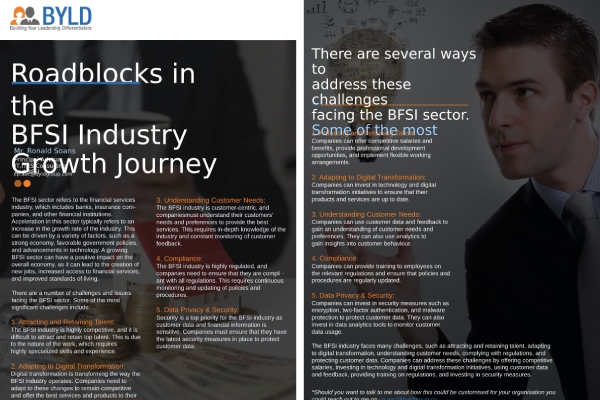 BYLD
Building Your Leadership Differentiators
Roadblocks in
the
BFSI Industry
Growth Journey
Mr. Ronald Soans
The BFSI sector refers to the financial services
industry, which includes banks, insurance com-
panies, and other financial institutions.
Acceleration in this sector typically refers to an
increase in the growth rate of the industry. This
can be driven by a variety of factors, such as a
strong economy, favorable government policies,
and advancements in technology. A growing
BFSI sector can have a positive impact on the
overall economy, as it can lead to the creation of
new jobs, increased access to financial services,
and improved standards of living.
There are a number of challenges and issues
facing the BFSI sector. Some of the most
significant challenges include:
1. Attracting and Retaining Talent:
The BFSI industry is highly competitive, and it is
difficult to attract and retain top talent. This is due
to the nature of the work, which requires
highly specialized skills and experience.
2. Adapting to Digital Transformation:
Digital transformation is transforming the way the
BFSI industry operates. Companies need to
adapt to these changes to remain competitive
and offer the best services and products to their
3. Understanding Customer Needs:
The BFSI industry is customer-centric, and
companiesmust understand their customers'
needs and preferences to provide the best
services. This requires in-depth knowledge of the
industry and constant monitoring of customer
feedback.
4. Compliance:
The BFSI industry is highly regulated, and
companies need to ensure that they are compli -
ant with all regulations. This requires continuous
monitoring and updating of policies and
procedures.
5. Data Privacy & Security:
Security is a top priority for the BFSI industry as
customer data and financial information is
sensitive. Companies must ensure that they have
the latest security measures in place to protect
customer data.
There are several ways
to
address these
challenges
facing the BFSI sector.
Some of the most
Companies can offer competitive salaries and
benefits, provide professional development
opportunities, and implement flexible working
arrangements.
2. Adapting to Digital Transformation:
Companies can invest in technology and digital
transformation initiatives to ensure that their
products and services are up to date.
3. Understanding Customer Needs:
Companies can use customer data and feedback to
gain an understanding of customer needs and
preferences. They can also use analytics to
gain insights into customer behaviour.
4. Compliance:
Companies can provide training to employees on
the relevant regulations and ensure that policies and
procedures are regularly updated.
5. Data Privacy & Security:
Companies can invest in security measures such as
encryption, two-factor authentication, and malware
protection to protect customer data. They can also
invest in data analytics tools to monitor customer
data usage.
The BFSI industry faces many challenges, such as attracting and retaining talent, adapting
to digital transformation, understanding customer needs, complying with regulations, and
protecting customer data. Companies can address these challenges by offering competitive
salaries, investing in technology and digital transformation initiatives, using customer data
and feedback, providing training on regulations, and investing in security measures.
*Should you want to talk to me about how this could be customised for your organisation you
could reach out to me on